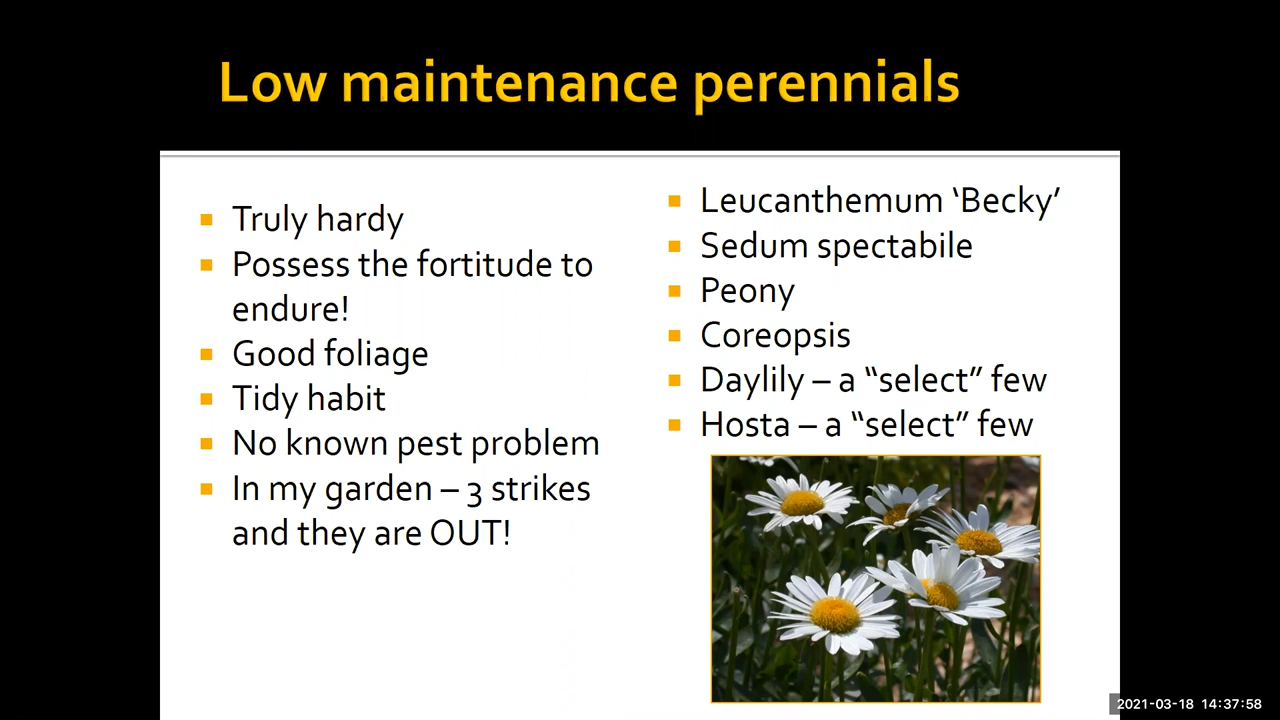 Low maintenance perennials
Truly hardy
Possess the fortitude to
endure!
Good foliage
Tidy habit
No known pest problem
In my garden – 3 strikes
and they are OUT!
Leucanthemum ‘Becky’
Sedum spectabile
Peony
Coreopsis
Daylily – a “select” few
Hosta – a “select” few
2021-03-18 14:37:58